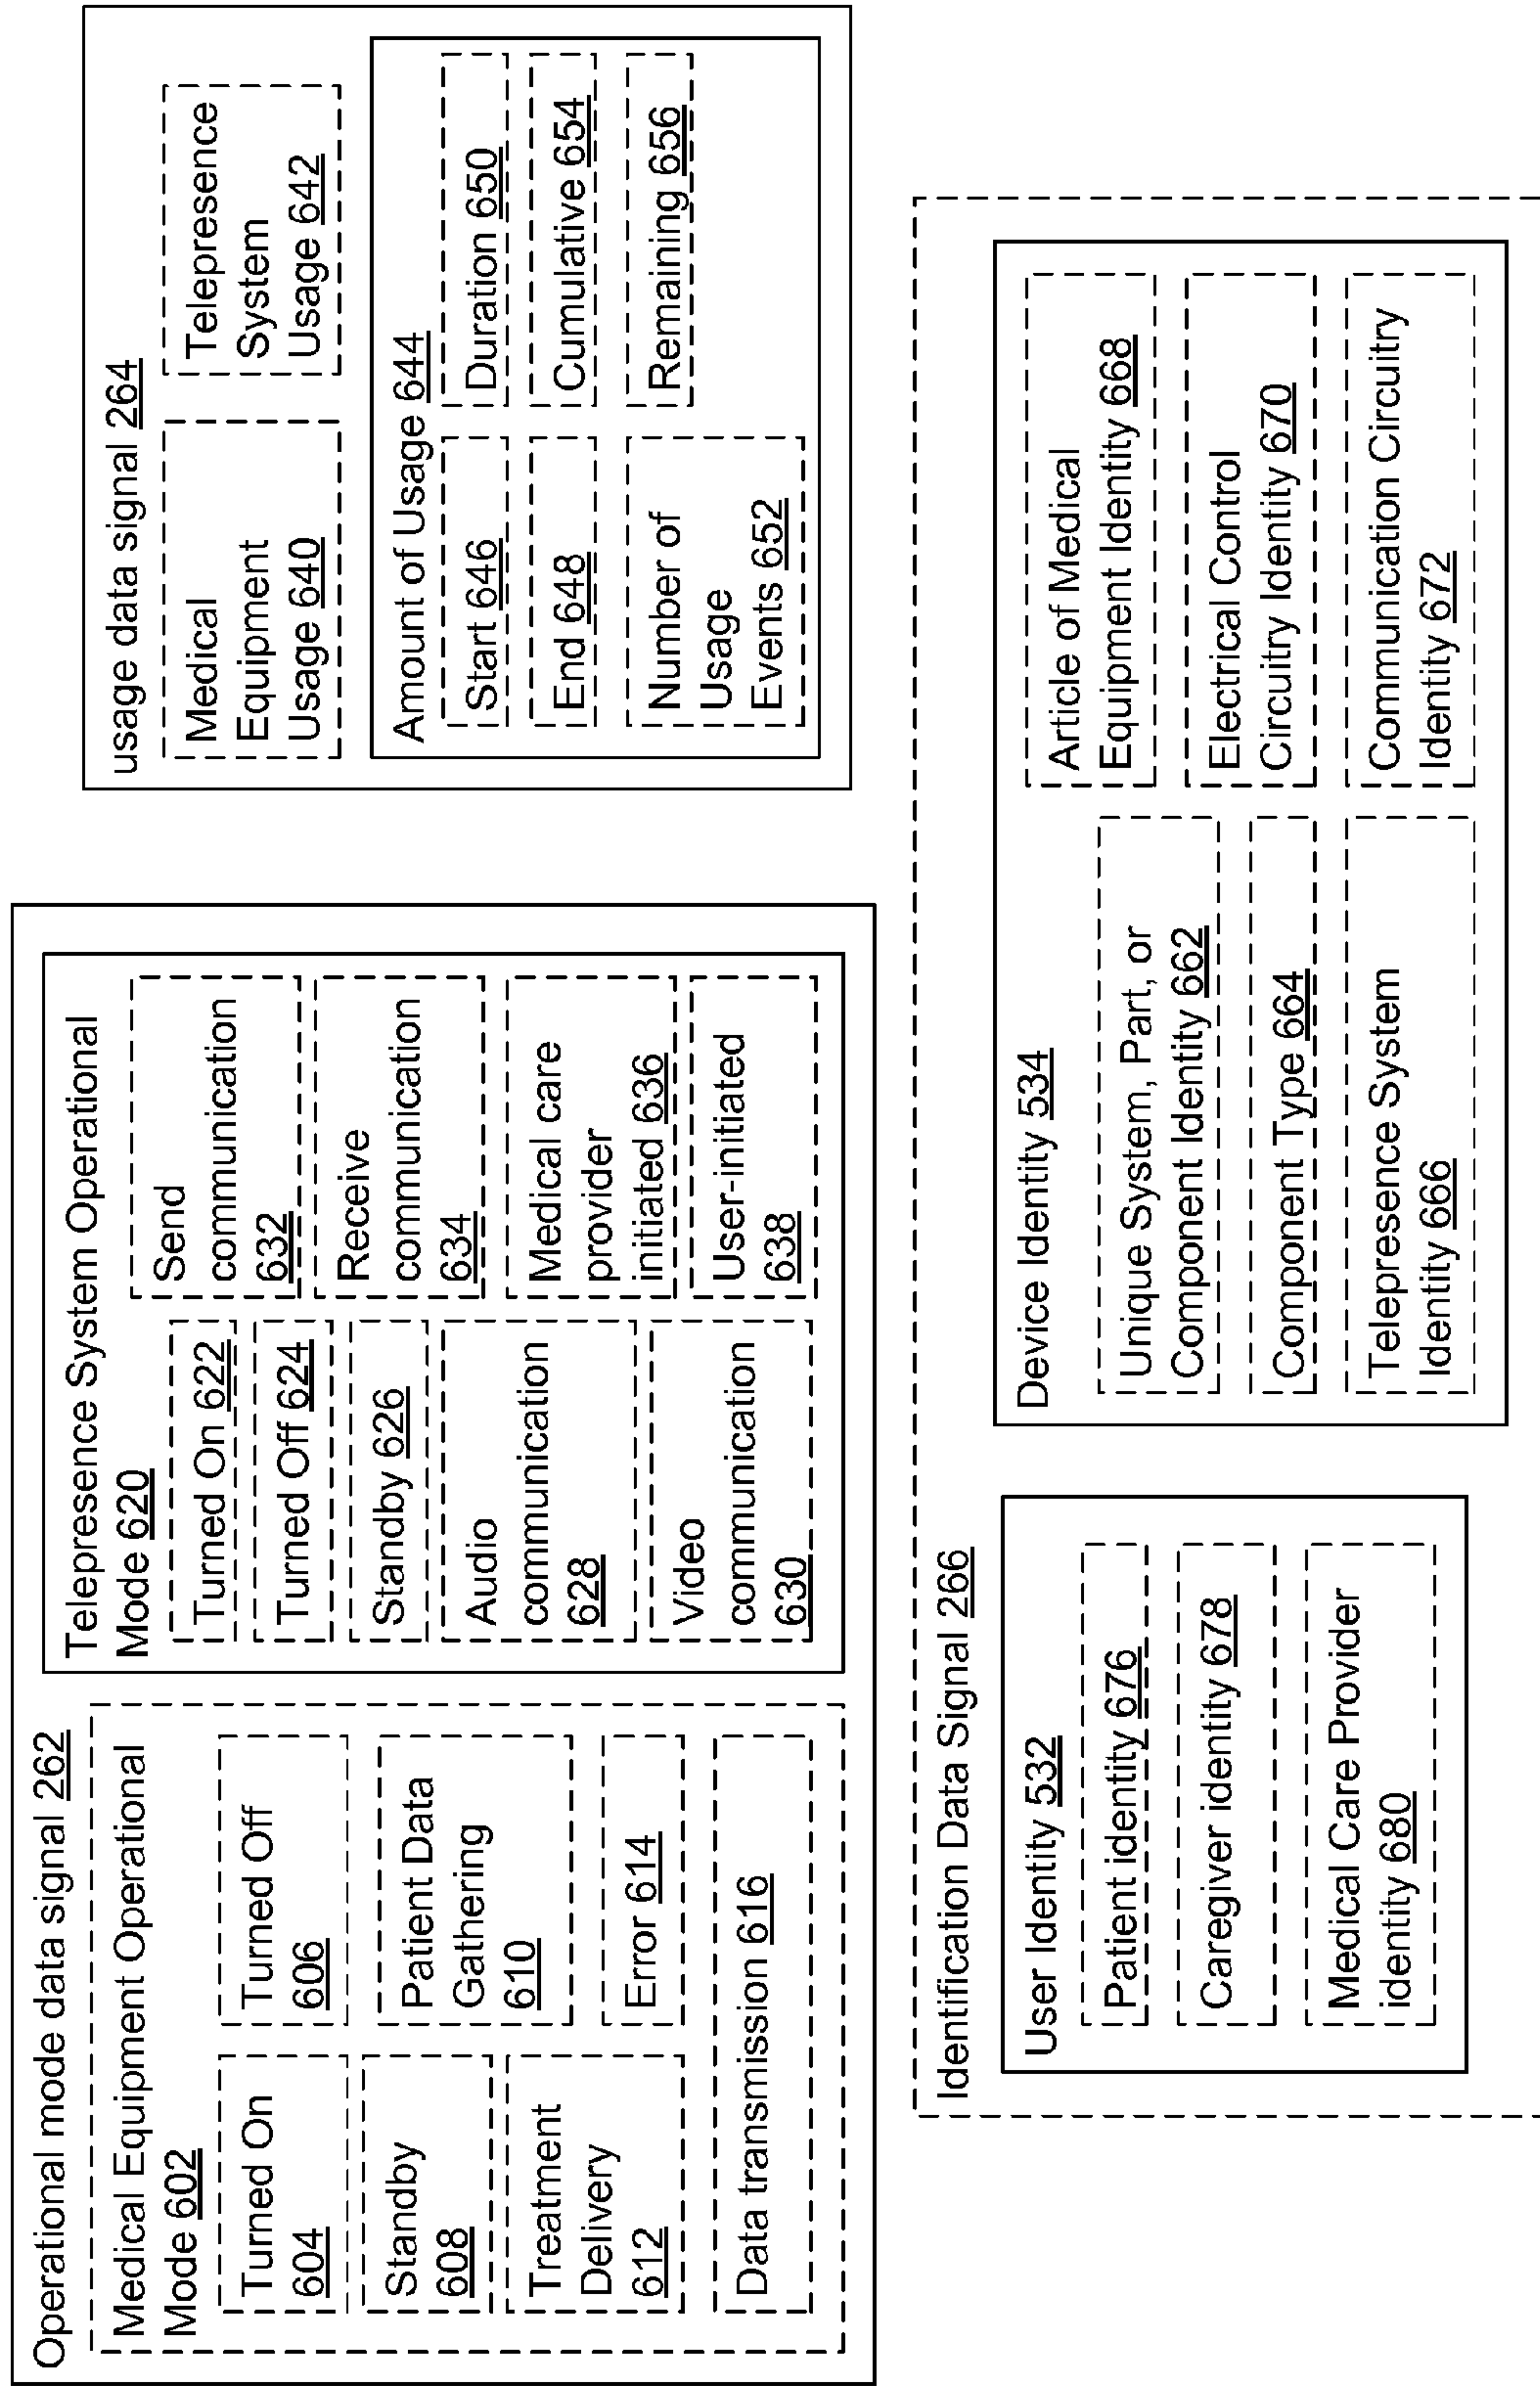 Operational mode data signal 262
Medical Equipment Operational
Mode 602
Turned On
604
Turned Off
606
Standby
608
Patient Data
Gathering
610
Treatment
Delivery
612
Error 614
Data transmission 616
Telepresence System Operational
Mode 620
Turned On 622
Turned Off 624
Standby 626
Audio
communication
628
Video
communication
630
Send
communication
632
Receive
communication
634
Medical care
provider
initiated 636
User-initiated
638
usage data signal 264
Medical
Equipment
Usage 640
Telepresence
System
Usage 642
Amount of Usage 644
Start 646
End 648
Number of
Usage
Events 652
Duration 650
Cumulative 654
Remaining 656
Identification Data Signal 266
User Identity 532
Patient identity 676
Caregiver identity 678
Medical Care Provider
identity 680
Device Identity 534
Unique System, Part, or
Component Identity 662
Component Type 664
Telepresence System
Identity 666
Article of Medical
Equipment Identity 668
Electrical Control
Circuitry Identity 670
Communication Circuitry
Identity 672